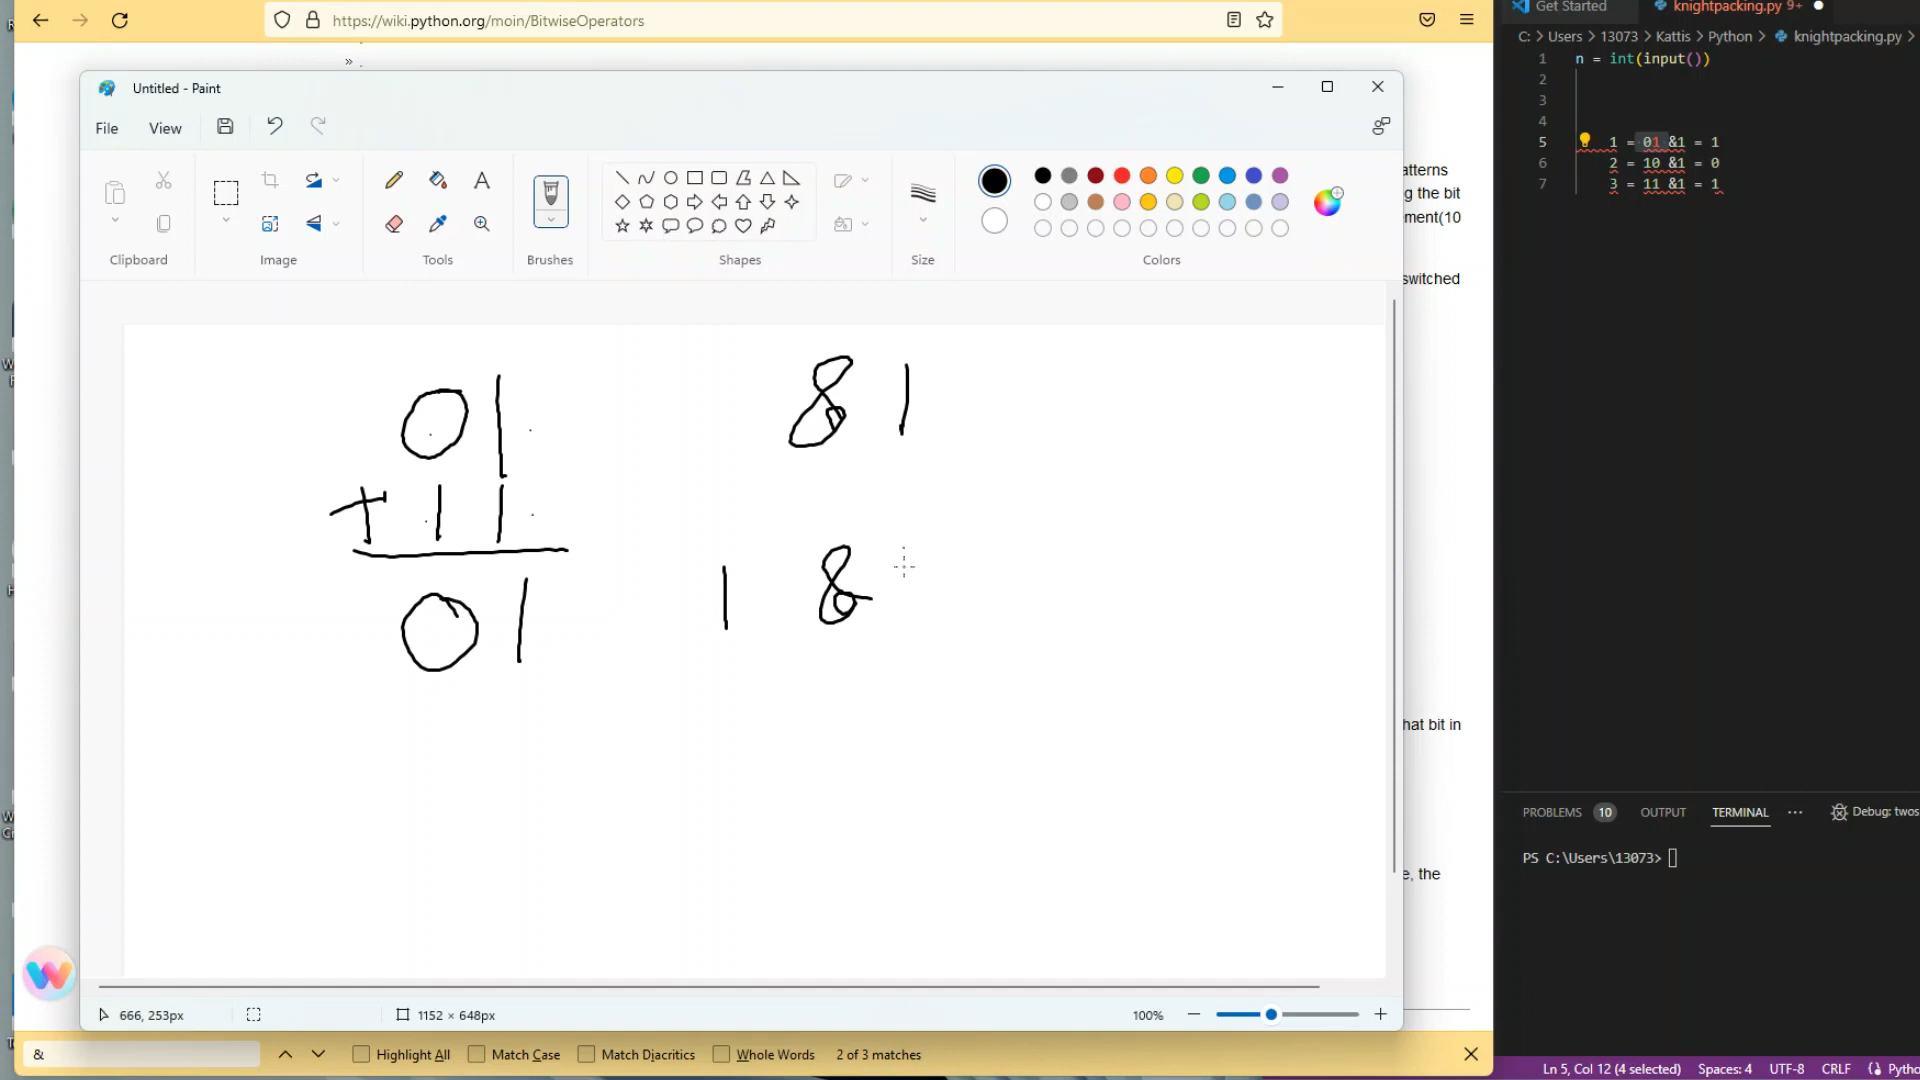 https://wiki.python.org/moin/BitwiseOperators
» .
Untitled - Paint
File View
Clipboard Image Tools Brushes Shapes Size Colors
01 & 1
+ 11
01 1 &
666, 253px 1152 × 648px 100%
& Highlight All Match Case Match Diacritics Whole Words 2 of 3 matches
atterns
g the bit
ment(10
switched
hat bit in
e, the
Get Started knightpacking.py 9+
C: > Users > 13073 > Kattis > Python > knightpacking.py >
1 n = int(input())
2
3
4
5 1 = 01 &1 = 1
6 2 = 10 &1 = 0
7 3 = 11 &1 = 1
PROBLEMS 10 OUTPUT TERMINAL ··· Debug: twos
PS C:\Users\13073>
Ln 5, Col 12 (4 selected) Spaces: 4 UTF-8 CRLF Pytho